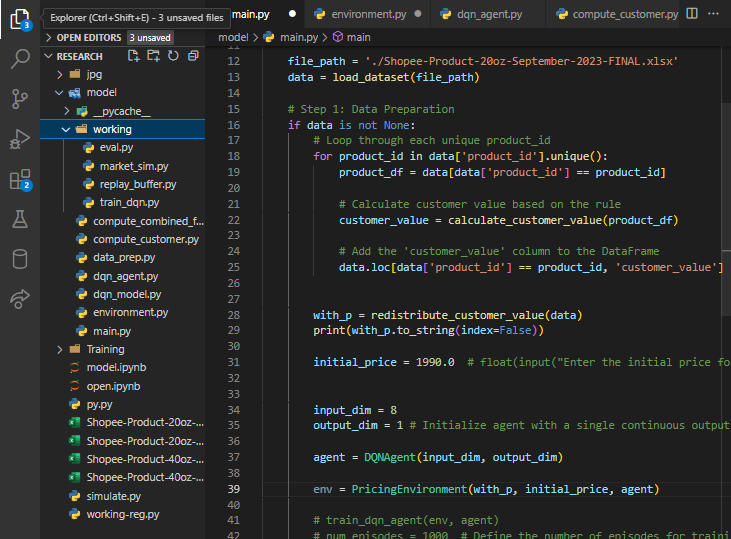 Explorer (Ctrl+Shift+E) - 3 unsaved files
3
2
OPEN EDITORS 3 unsaved
RESEARCH
jpg
model
__pycache__
working
eval.py
market_sim.py
replay_buffer.py
train_dqn.py
compute_combined_f...
compute_customer.py
data_prep.py
dqn_agent.py
dqn_model.py
environment.py
main.py
Training
model.ipynb
open.ipynb
py.py
Shopee-Product-20oz-...
Shopee-Product-20oz-...
Shopee-Product-40oz-...
Shopee-Product-40oz-...
simulate.py
working-reg.py
main.py environment.py dqn_agent.py compute_customer.py
model > main.py > main
11
12 file_path = './Shopee-Product-20oz-September-2023-FINAL.xlsx'
13 data = load_dataset(file_path)
14
15 # Step 1: Data Preparation
16 if data is not None:
17 # Loop through each unique product_id
18 for product_id in data['product_id'].unique():
19 product_df = data[data['product_id'] == product_id]
20
21 # Calculate customer value based on the rule
22 customer_value = calculate_customer_value(product_df)
23
24 # Add the 'customer_value' column to the DataFrame
25 data.loc[data['product_id'] == product_id, 'customer_value']
26
27
28 with_p = redistribute_customer_value(data)
29 print(with_p.to_string(index=False))
30
31 initial_price = 1990.0 # float(input("Enter the initial price fo
32
33
34 input_dim = 8
35 output_dim = 1 # Initialize agent with a single continuous output
36
37 agent = DQNAgent(input_dim, output_dim)
38
39 env = PricingEnvironment(with_p, initial_price, agent)
40
41 # train_dqn_agent(env, agent)
42 # num_episodes = 1000 # Define the number of episodes for traini